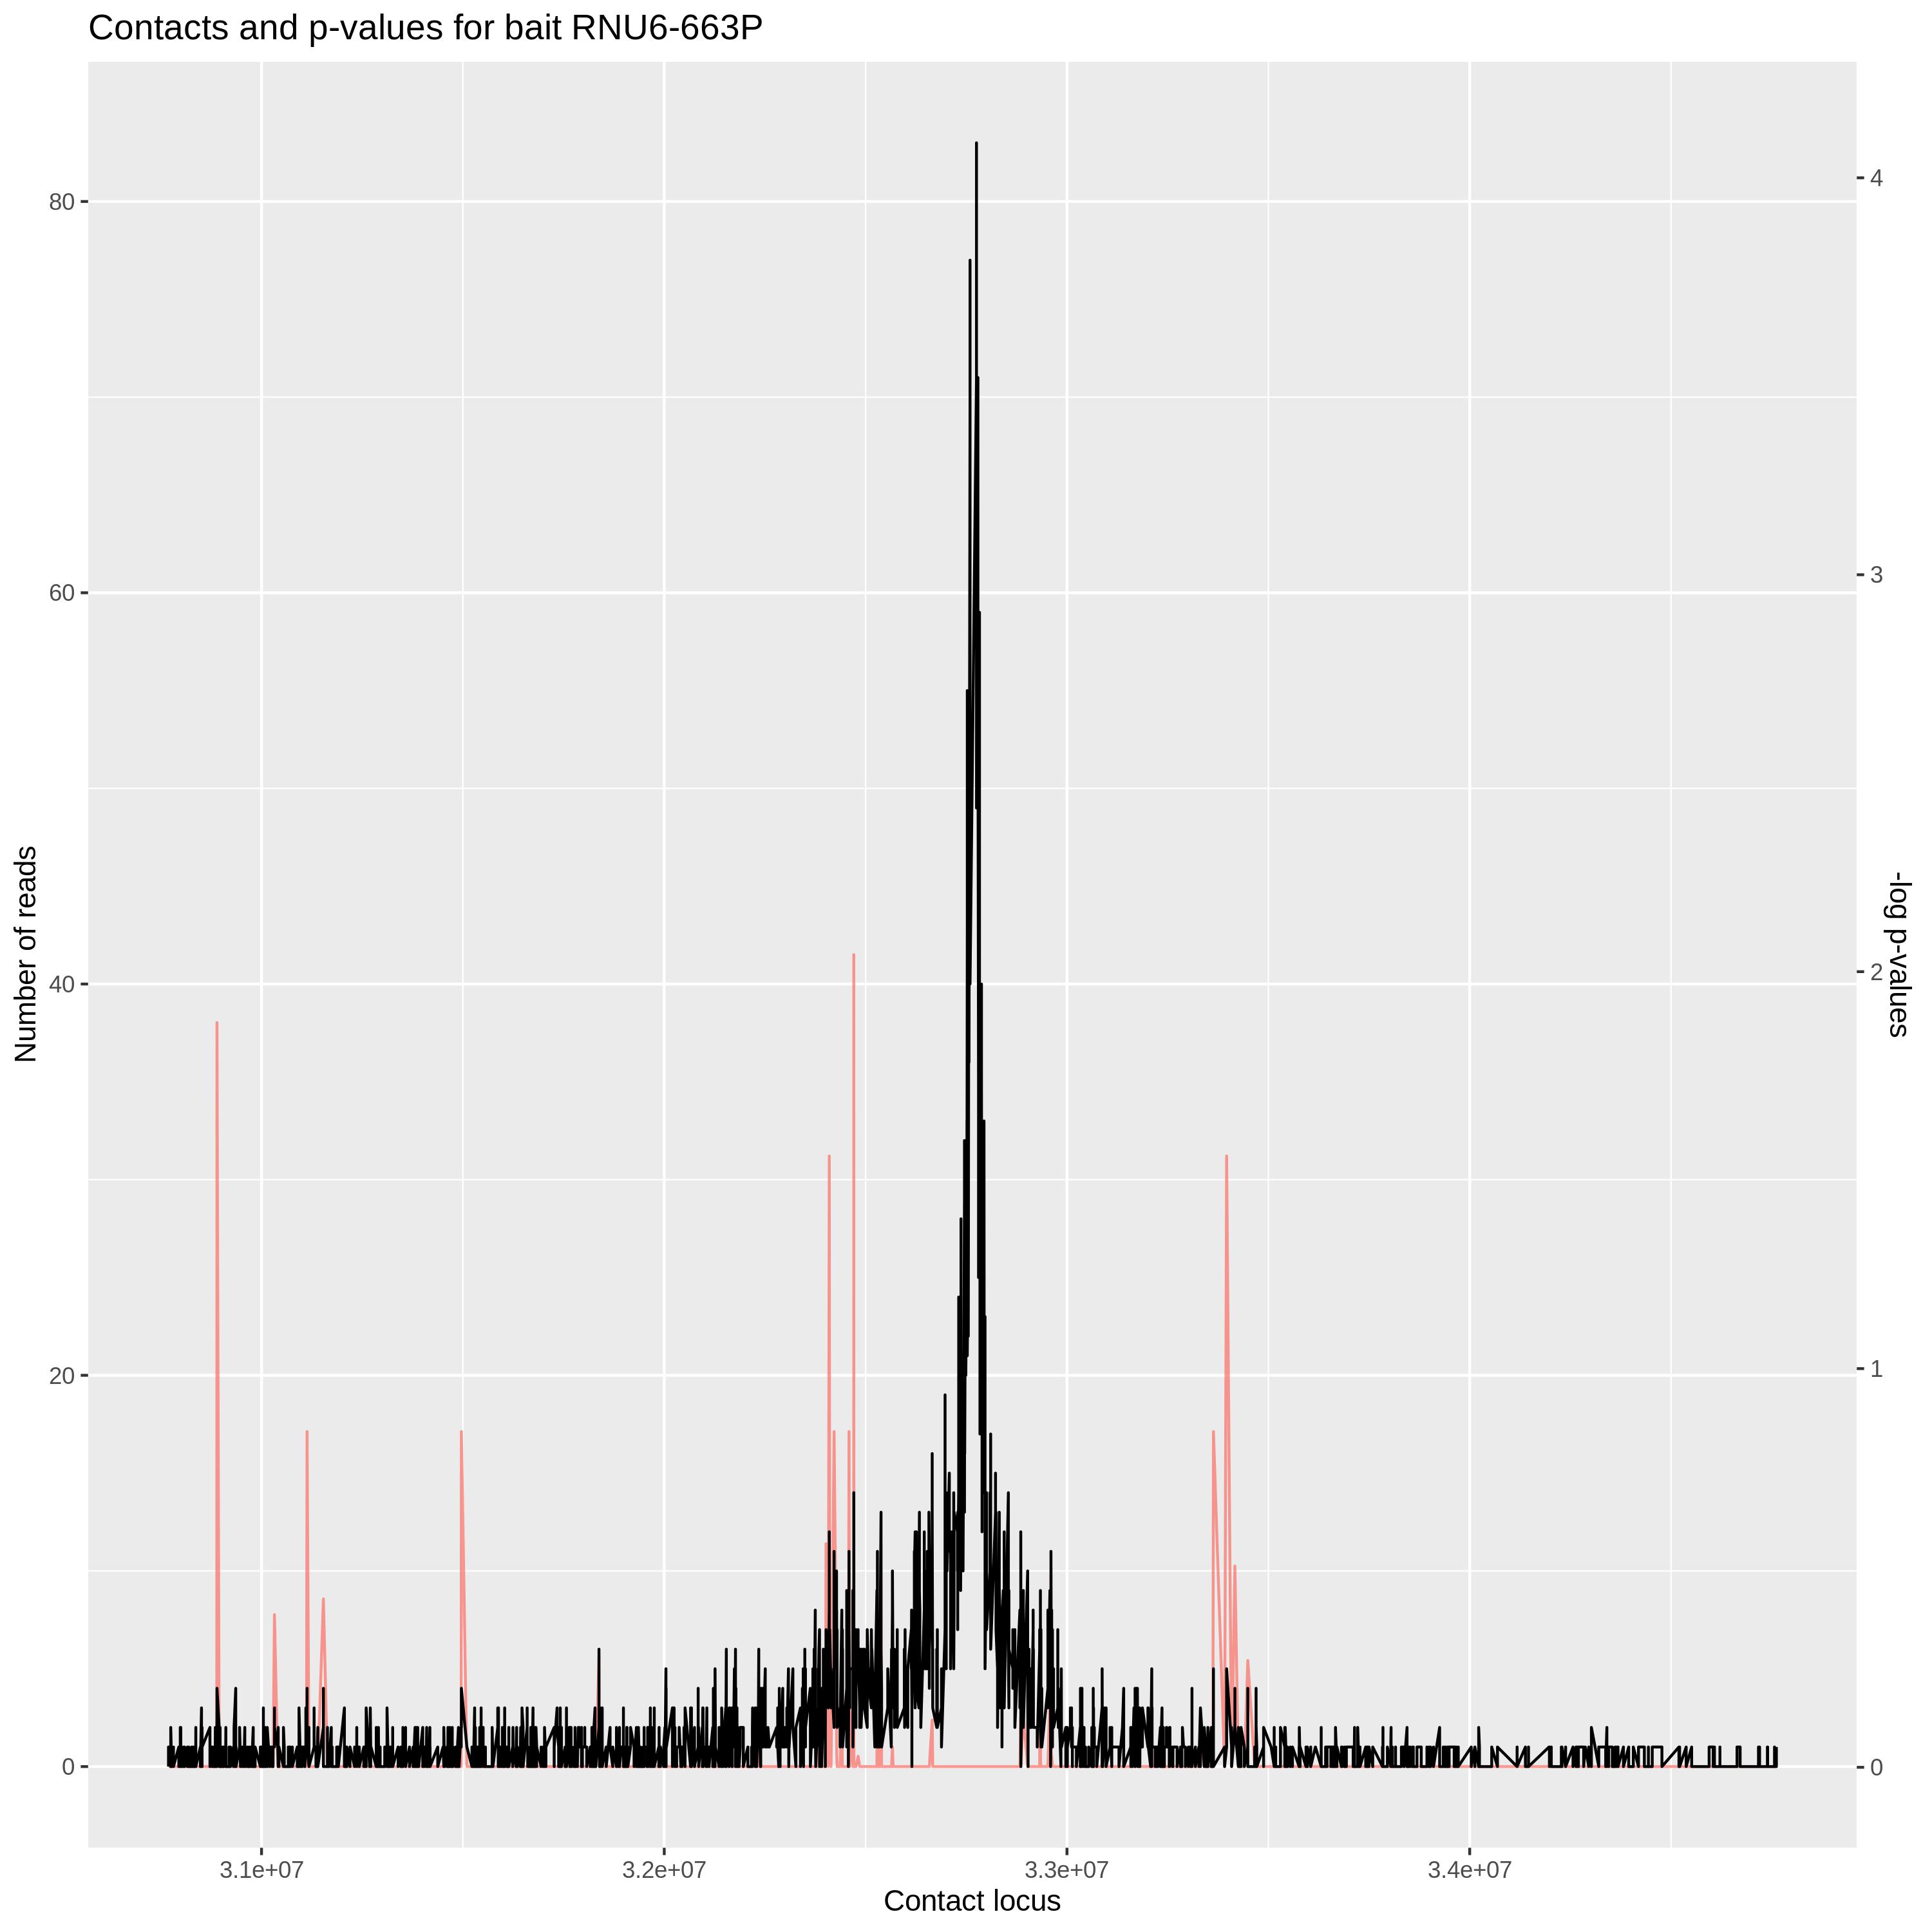 Contacts and p-values for bait RNU6-663P
80
60
40
20
0
Number of reads
4
3
2
1
0
-log p-values
3.1e+07
3.2e+07
3.3e+07
3.4e+07
Contact locus